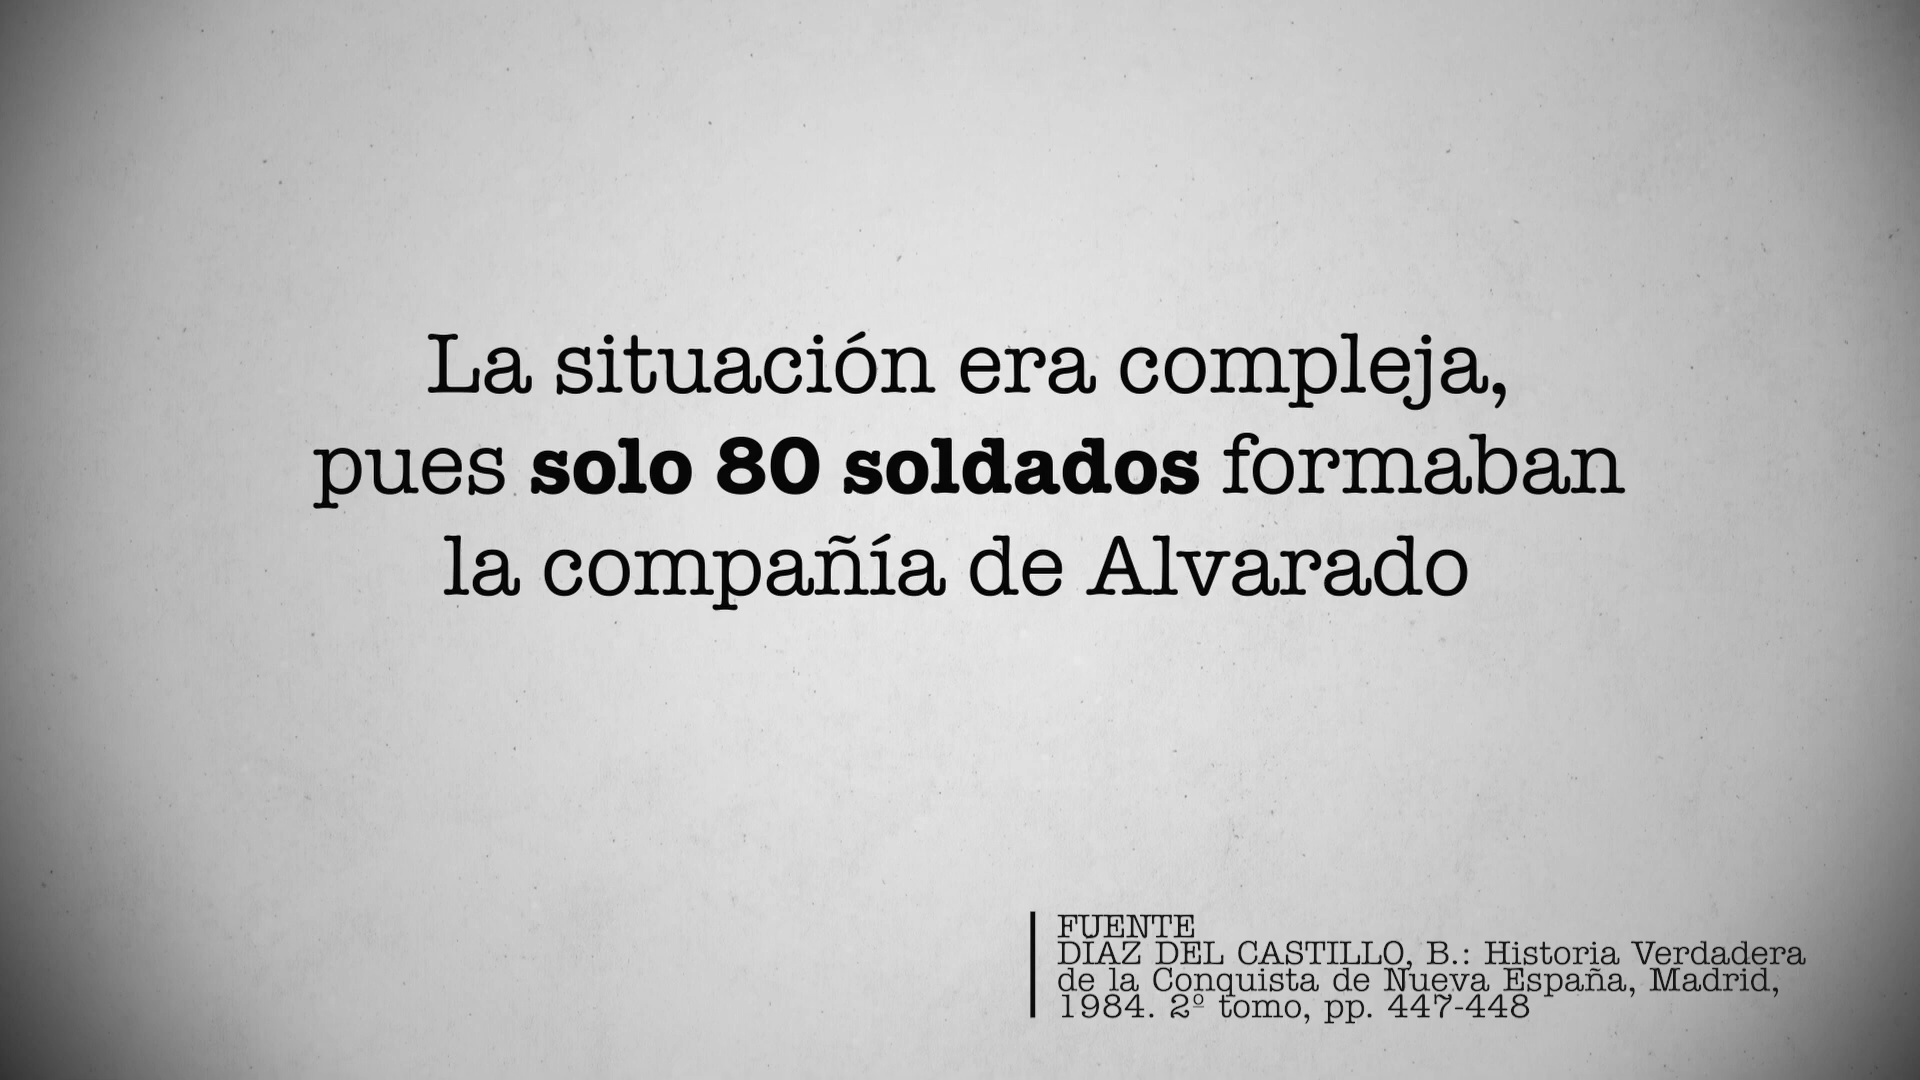 La situación era compleja,
pues solo 80 soldados formaban
la compañía de Alvarado
FUENTE
DÍAZ DEL CASTILLO, B.: Historia Verdadera
de la Conquista de Nueva España, Madrid,
1984. 2º tomo, pp. 447-448